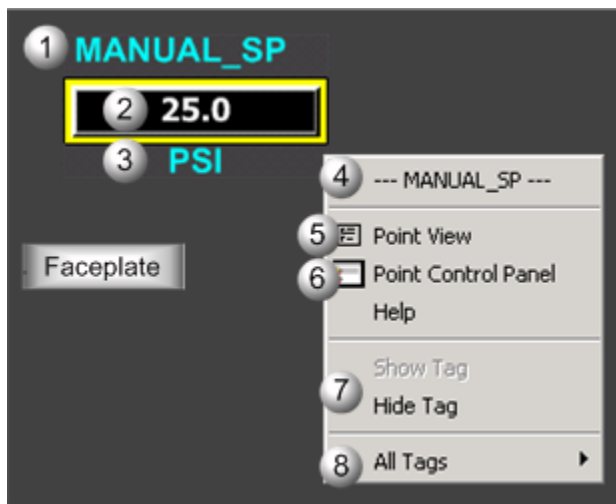 1 MANUAL_SP
2 25.0
3 PSI
4 --- MANUAL_SP ---
5 Point View
6 Point Control Panel
Help
Faceplate
Show Tag
7
Hide Tag
8 All Tags